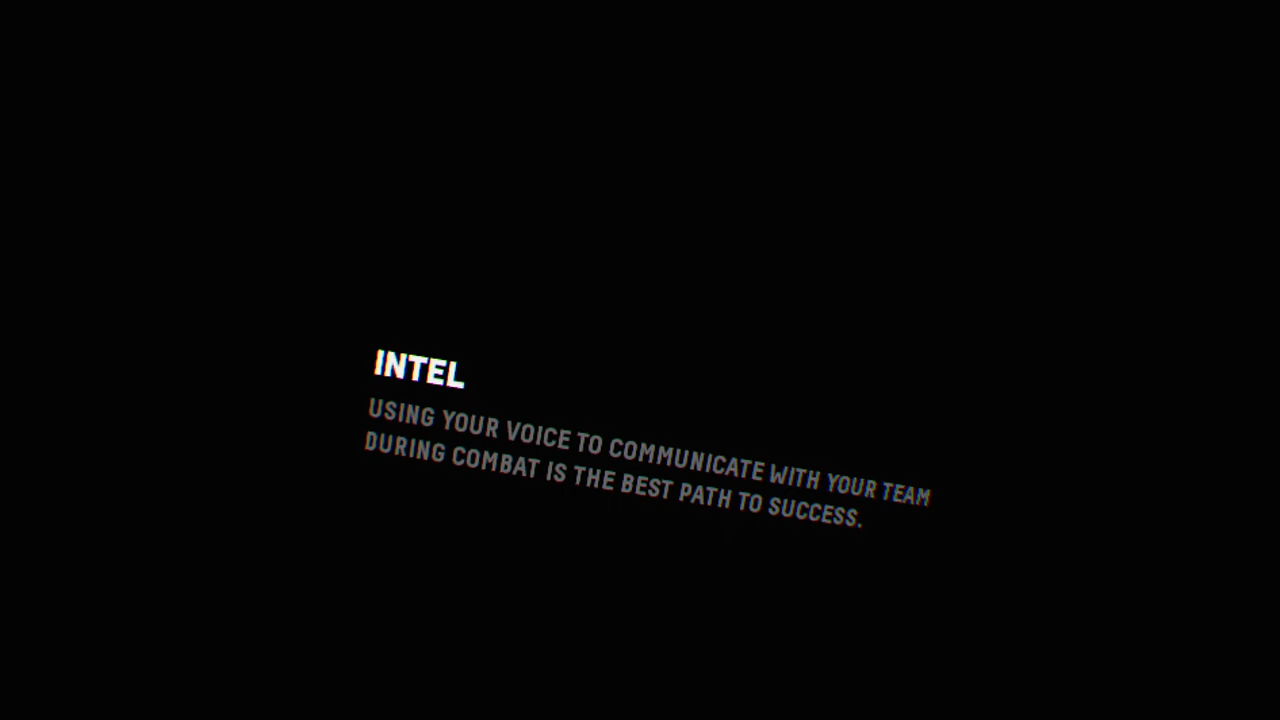 INTEL
USING YOUR VOICE TO COMMUNICATE WITH YOUR TEAM
DURING COMBAT IS THE BEST PATH TO SUCCESS.